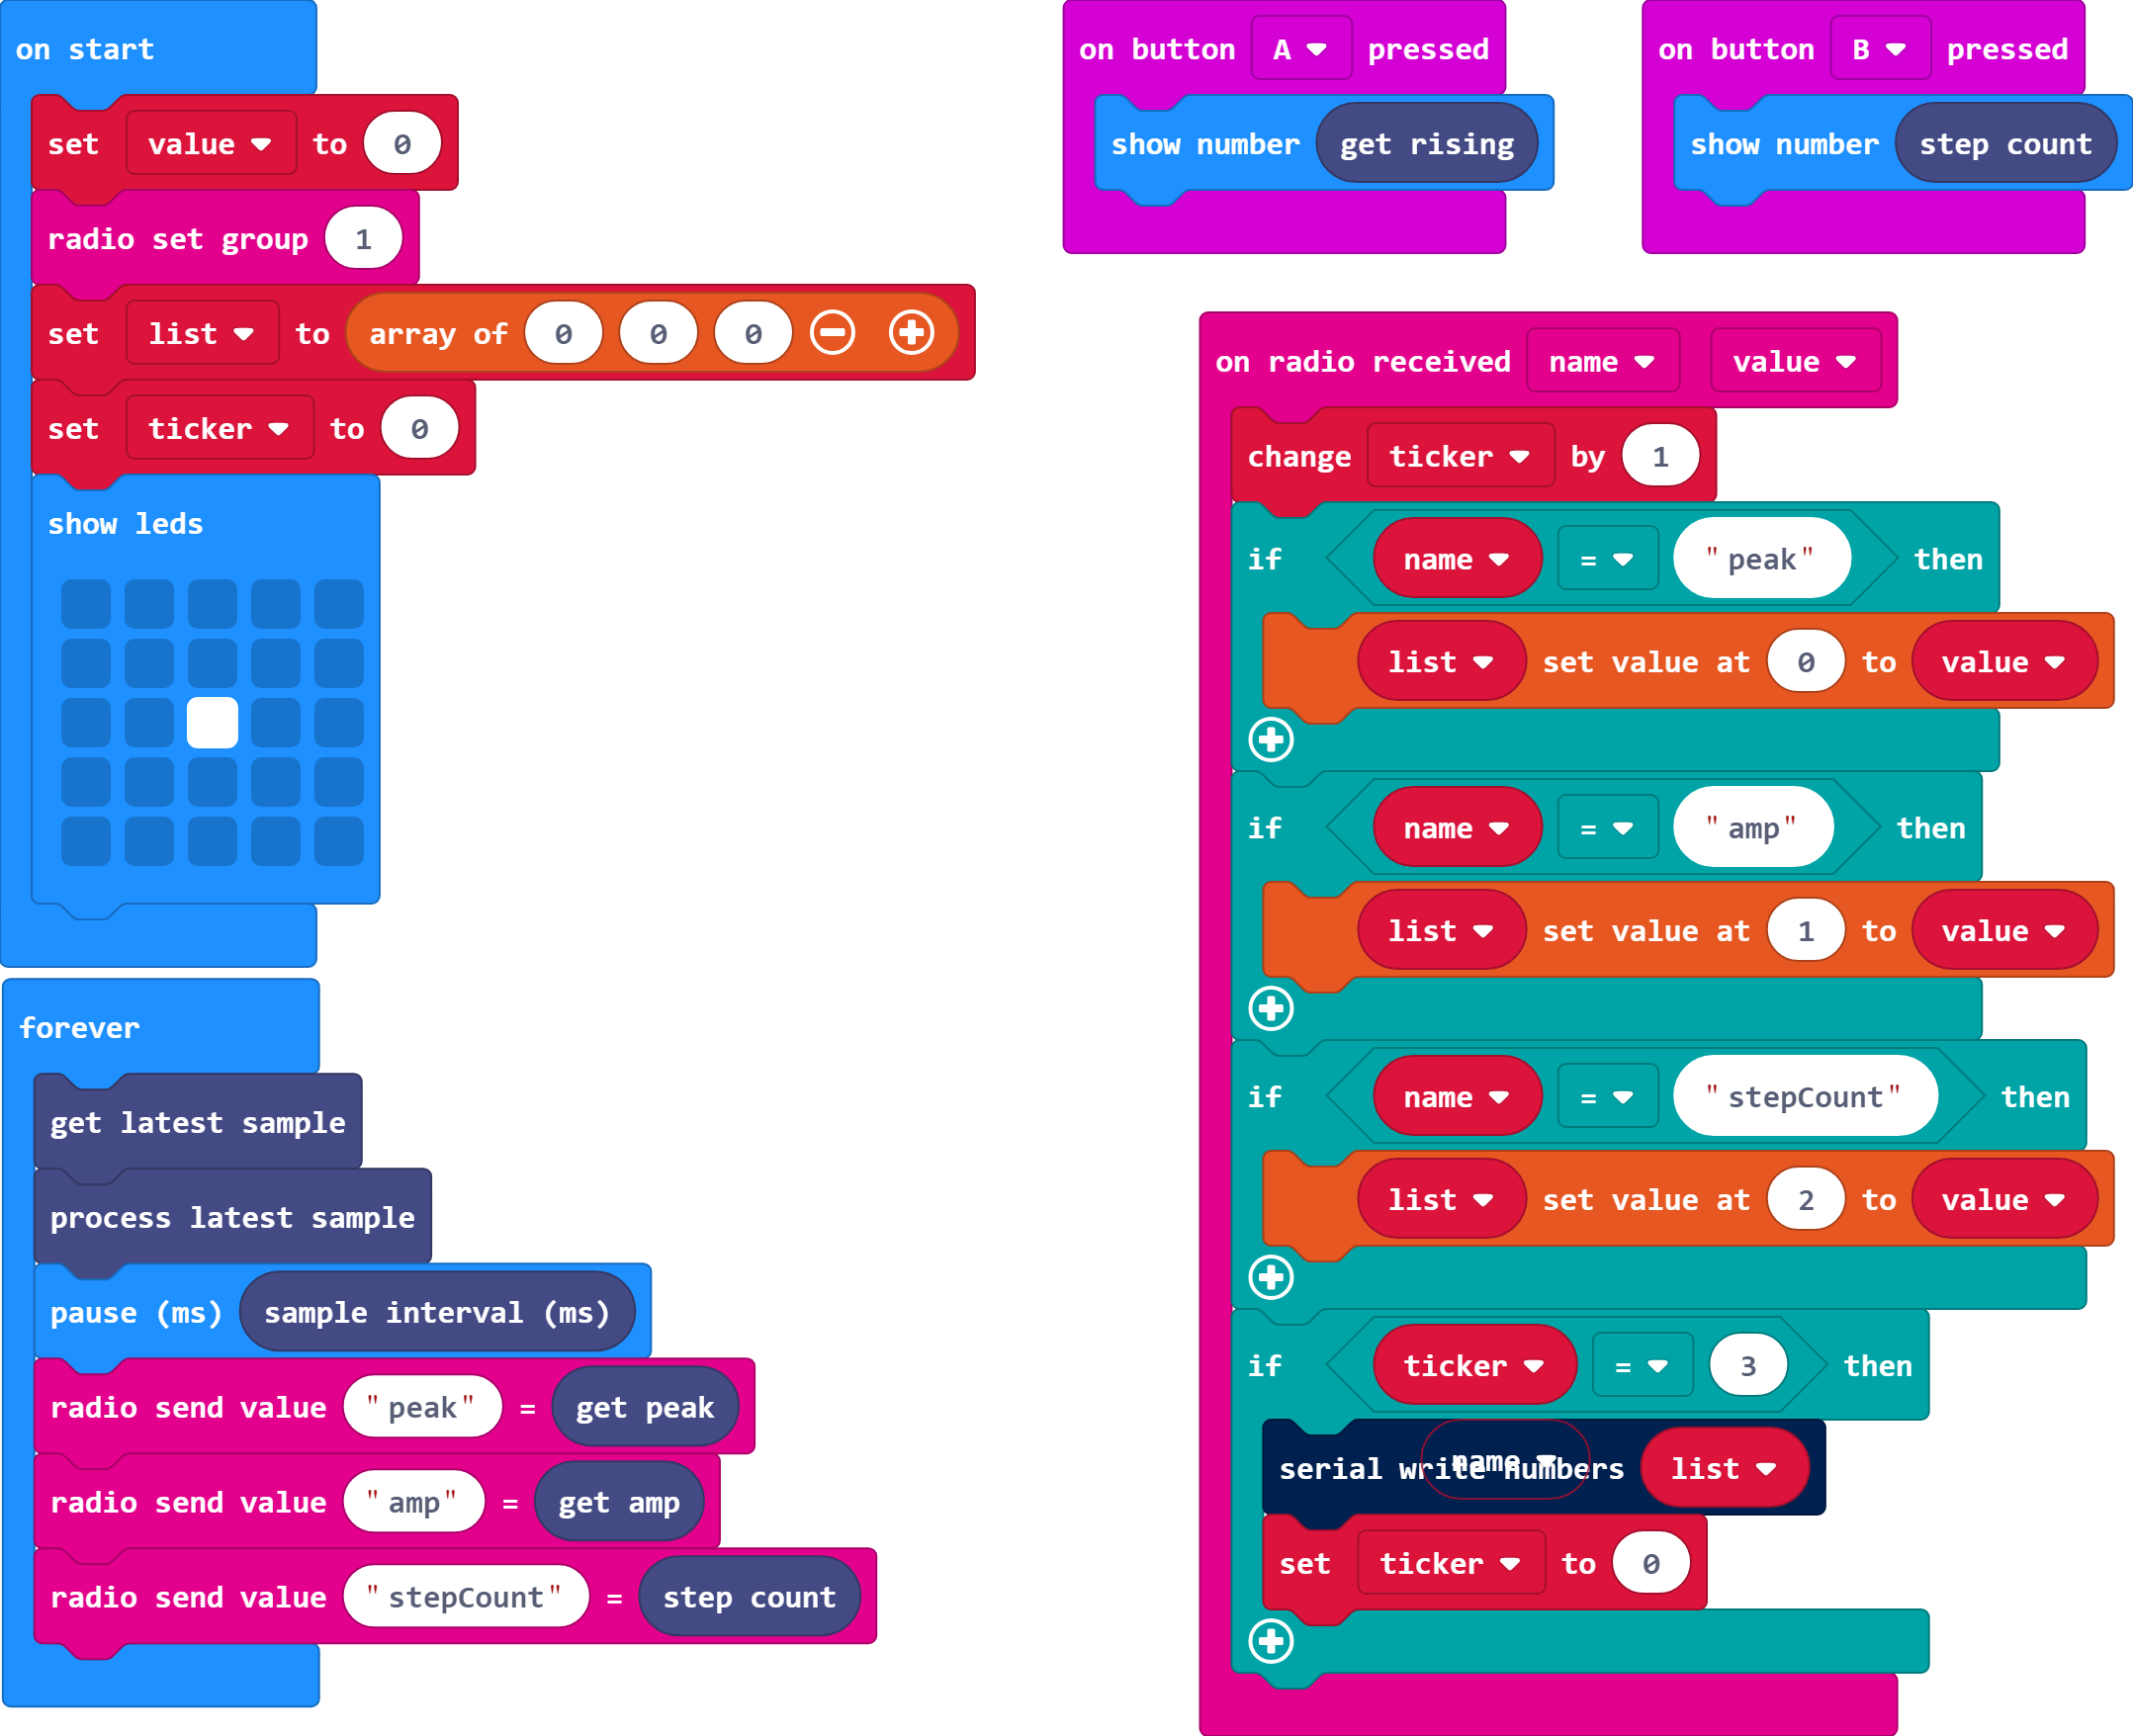 on start
set value to 0
radio set group 1
set list to array of 0 0 0
set ticker to 0
show leds
forever
get latest sample
process latest sample
pause (ms) sample interval (ms)
radio send value "peak" = get peak
radio send value "amp" = get amp
radio send value "stepCount" = step count
on button A pressed
show number get rising
on button B pressed
show number step count
on radio received name value
change ticker by 1
if name = "peak" then
list set value at 0 to value
if name = "amp" then
list set value at 1 to value
if name = "stepCount" then
list set value at 2 to value
if ticker = 3 then
serial write numbers list
name
set ticker to 0